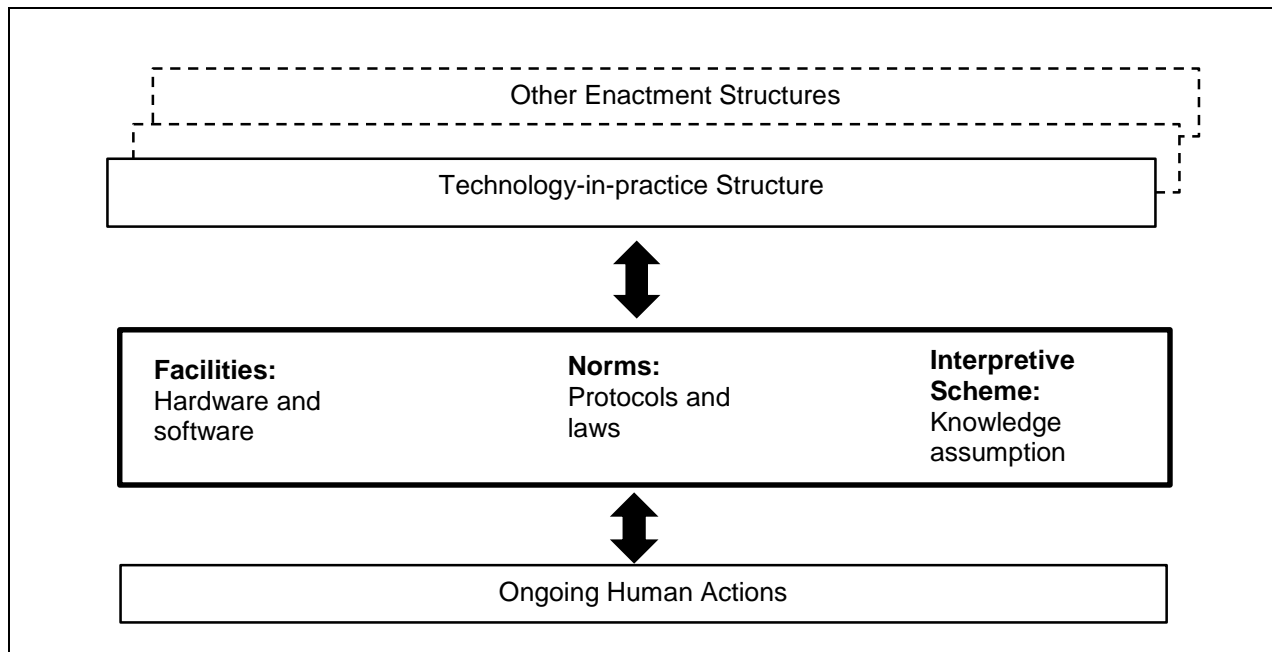 Other Enactment Structures
Technology-in-practice Structure
Facilities:
Hardware and
software
Norms:
Protocols and
laws
Interpretive
Scheme:
Knowledge
assumption
Ongoing Human Actions